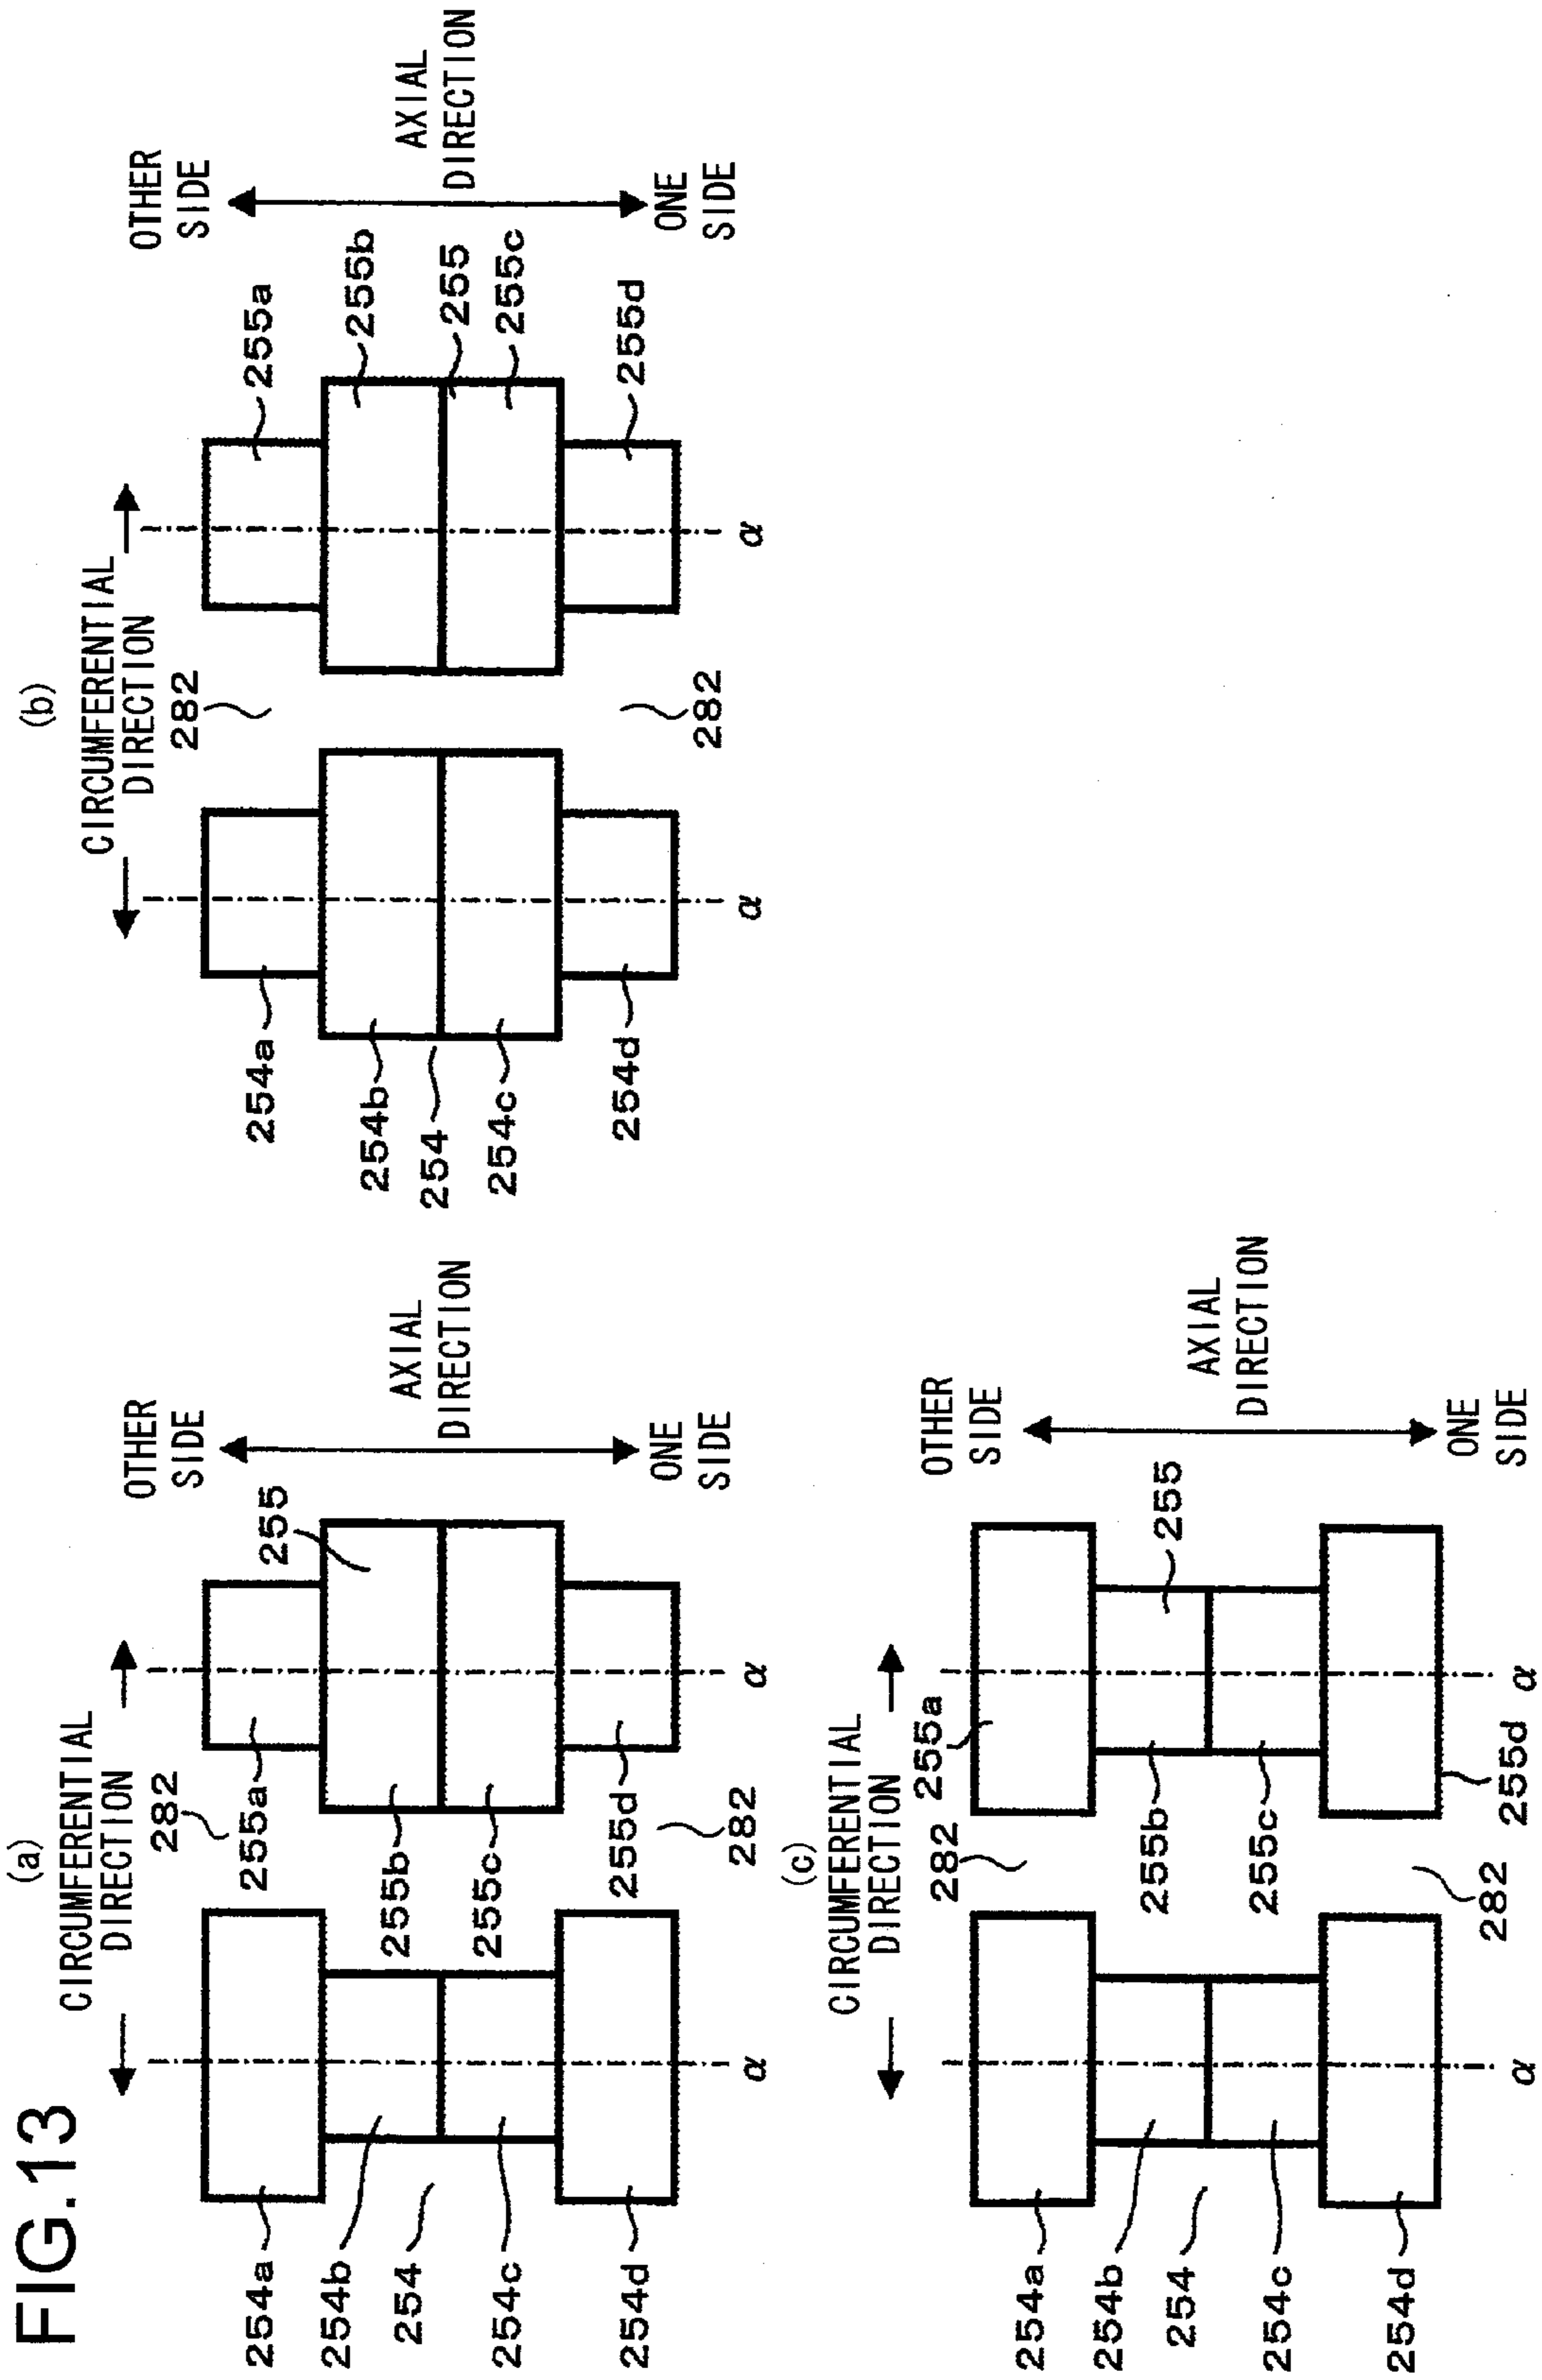 FIG.13
(a)
CIRCUMFERENTIAL
DIRECTION
282
OTHER
SIDE
254a
255a
255
254b
255b
AXIAL
DIRECTION
254
254c
255c
254d
255d
ONE
SIDE
282
α
α
(b)
CIRCUMFERENTIAL
DIRECTION
282
OTHER
SIDE
254a
255a
254b
255b
AXIAL
DIRECTION
254
255
254c
255c
254d
255d
ONE
SIDE
282
α
α
(c)
CIRCUMFERENTIAL
DIRECTION
282
255a
OTHER
SIDE
254a
254b
255b
255
AXIAL
DIRECTION
254
254c
255c
254d
282
255d
ONE
SIDE
α
α